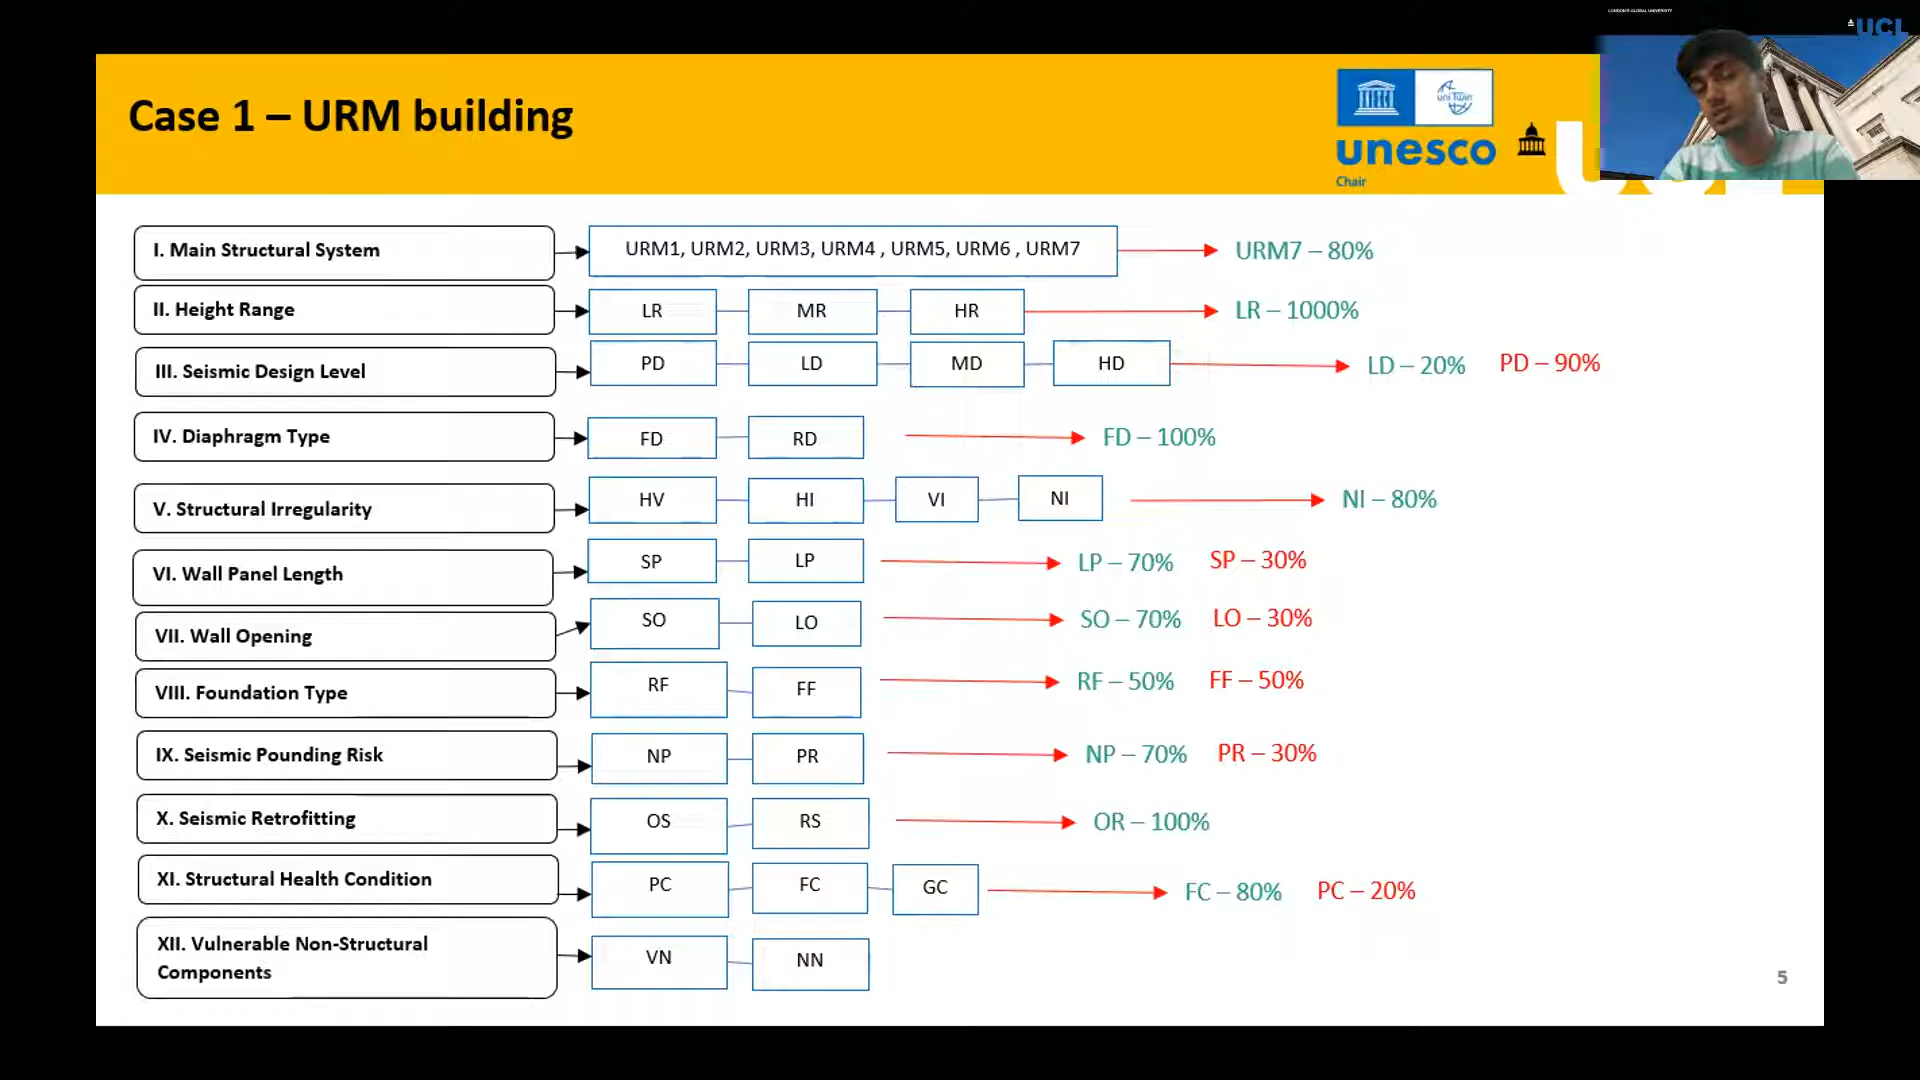 LONDON'S GLOBAL UNIVERSITY
UCL
Case 1 – URM building
uni Twin
unesco
Chair
I. Main Structural System
URM1, URM2, URM3, URM4 , URM5, URM6 , URM7
URM7 – 80%
II. Height Range
LR
MR
HR
LR – 1000%
III. Seismic Design Level
PD
LD
MD
HD
LD – 20%
PD – 90%
IV. Diaphragm Type
FD
RD
FD – 100%
V. Structural Irregularity
HV
HI
VI
NI
NI – 80%
VI. Wall Panel Length
SP
LP
LP – 70%
SP – 30%
VII. Wall Opening
SO
LO
SO – 70%
LO – 30%
VIII. Foundation Type
RF
FF
RF – 50%
FF – 50%
IX. Seismic Pounding Risk
NP
PR
NP – 70%
PR – 30%
X. Seismic Retrofitting
OS
RS
OR – 100%
XI. Structural Health Condition
PC
FC
GC
FC – 80%
PC – 20%
XII. Vulnerable Non-Structural
Components
VN
NN
5